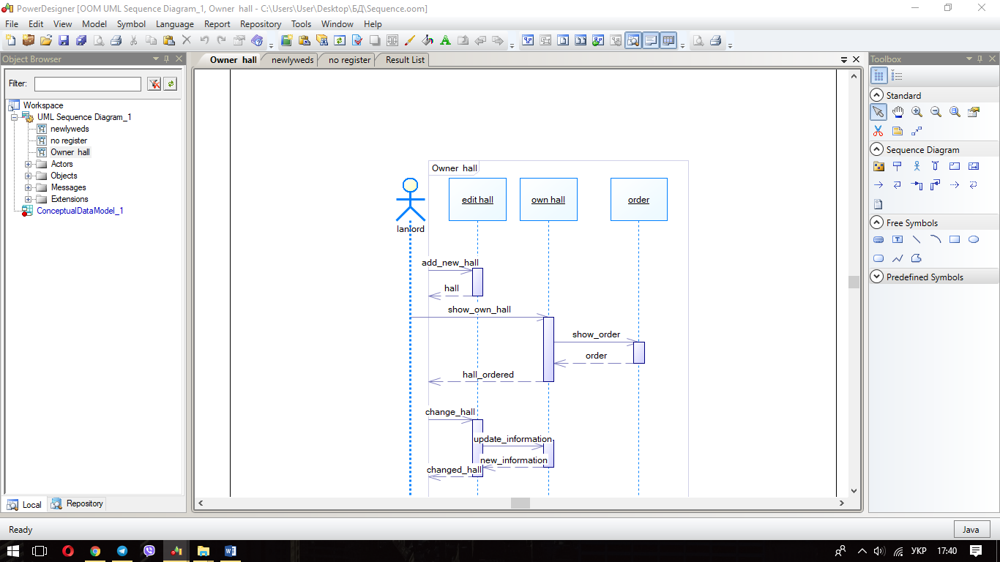 PowerDesigner [OOM UML Sequence Diagram_1, Owner hall - C:\Users\User\Desktop\БД\Sequence.oom]
File Edit View Model Symbol Language Report Repository Tools Window Help
Object Browser
Owner hall newlyweds no register Result List
Toolbox
Filter:
Workspace
UML Sequence Diagram_1
newlyweds
no register
Owner hall
Actors
Objects
Messages
Extensions
ConceptualDataModel_1
Local Repository
Owner hall
edit hall own hall order
lanlord
add_new_hall
hall
show_own_hall
show_order
order
hall_ordered
change_hall
update_information
new_information
changed_hall
Standard
Sequence Diagram
Free Symbols
Predefined Symbols
Ready
Java
УКР 17:40